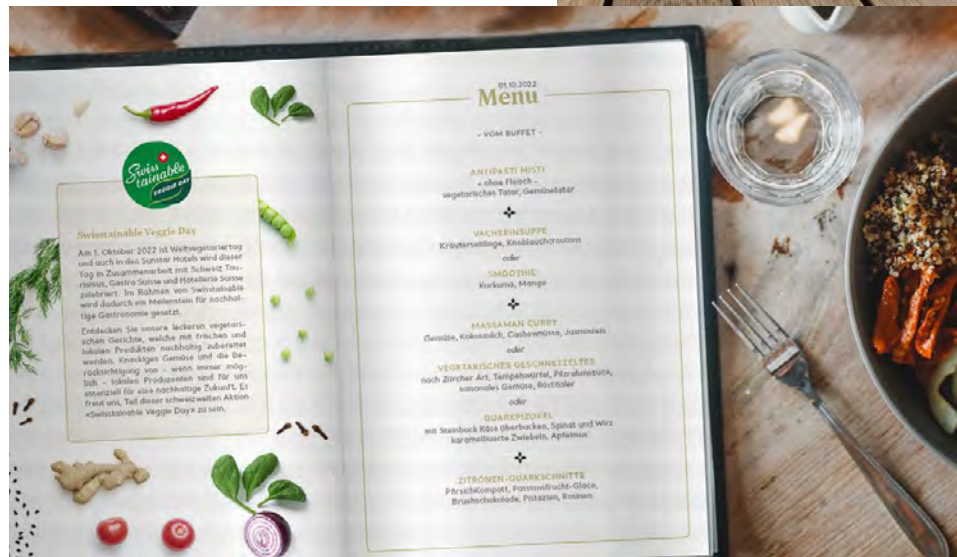 Swiss
tainable
VEGGIE DAY
Swisstainable Veggie Day
Am 1. Oktober 2022 ist Weltvegetariertag
und auch in den Sunstar Hotels wird dieser
Tag in Zusammenarbeit mit Schweiz Tou-
rismus, Gastro Suisse und Hotellerie Suisse
zelebriert. Im Rahmen von Swisstainable
wird dadurch ein Meilenstein für nachhal-
tige Gastronomie gesetzt.
Entdecken Sie unsere leckeren vegetari-
schen Gerichte, welche mit frischen und
lokalen Produkten nachhaltig zubereitet
werden. Knackiges Gemüse und die Be-
rücksichtigung von – wenn immer mög-
lich – lokalen Produzenten sind für uns
essenziell für eine nachhaltige Zukunft. Es
freut uns, Teil dieser schweizweiten Aktion
«Swisstainable Veggie Day» zu sein.
01.10.2022
Menu
- VOM BUFFET -
ANTIPASTI MISTI
- ohne Fleisch -
vegetarisches Tatar, Gemüsetatar
VACHERINSUPPE
Kräuterseitlinge, Knoblauchcroutons
oder
SMOOTHIE
Kurkuma, Mango
MASSAMAN CURRY
Gemüse, Kokosmilch, Cashewnüsse, Jasminreis
oder
VEGETARISCHES GESCHNETZELTES
nach Zürcher Art, Tempehwürfel, Pilzrahmsauce,
saisonales Gemüse, Röstitaler
oder
QUARKPIZOKEL
mit Steinbock Käse überbacken, Spinat und Wirz
karamellisierte Zwiebeln, Apfelmus
ZITRONEN-QUARKSCHNITTE
PfirsichKompott, Passionsfrucht-Glace,
Bruchschokolade, Pistazien, Rosinen